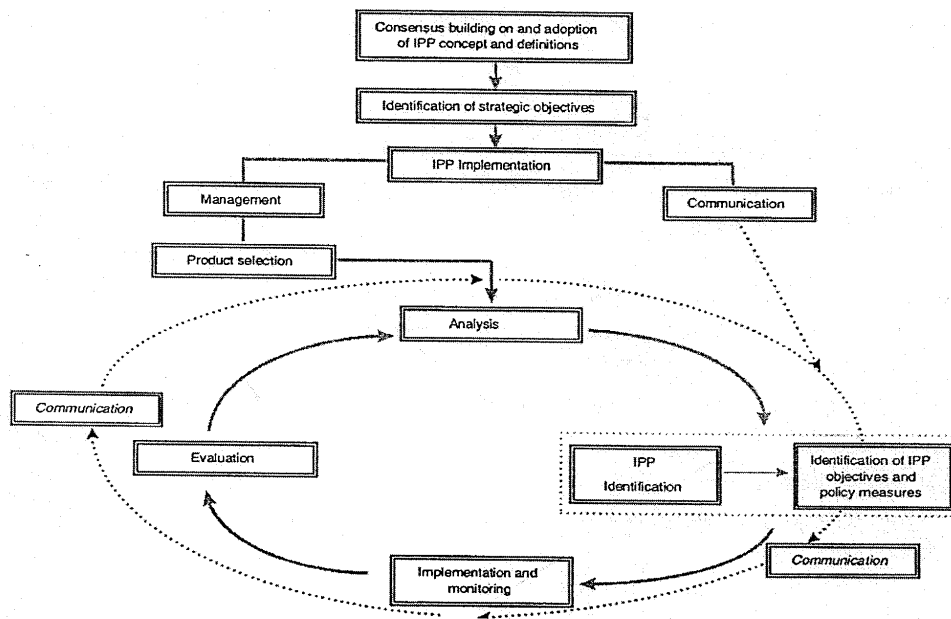 Consensus building on and adoption
of IPP concept and definitions
Identification of strategic objectives
IPP Implementation
Management
Communication
Product selection
Analysis
Communication
Evaluation
IPP
Identification
Identification of IPP
objectives and
policy measures
Implementation and
monitoring
Communication